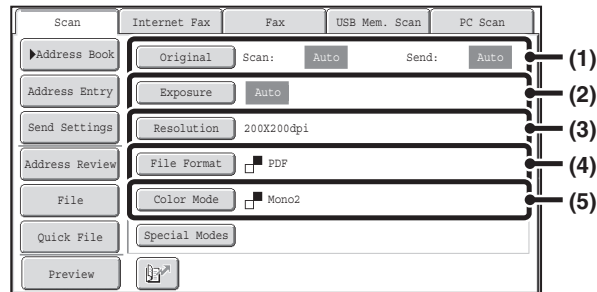 Scan Internet Fax Fax USB Mem. Scan PC Scan
Address Book Original Scan: Auto Send: Auto (1)
Address Entry Exposure Auto (2)
Send Settings Resolution 200X200dpi (3)
Address Review File Format PDF (4)
File Color Mode Mono2 (5)
Quick File Special Modes
Preview